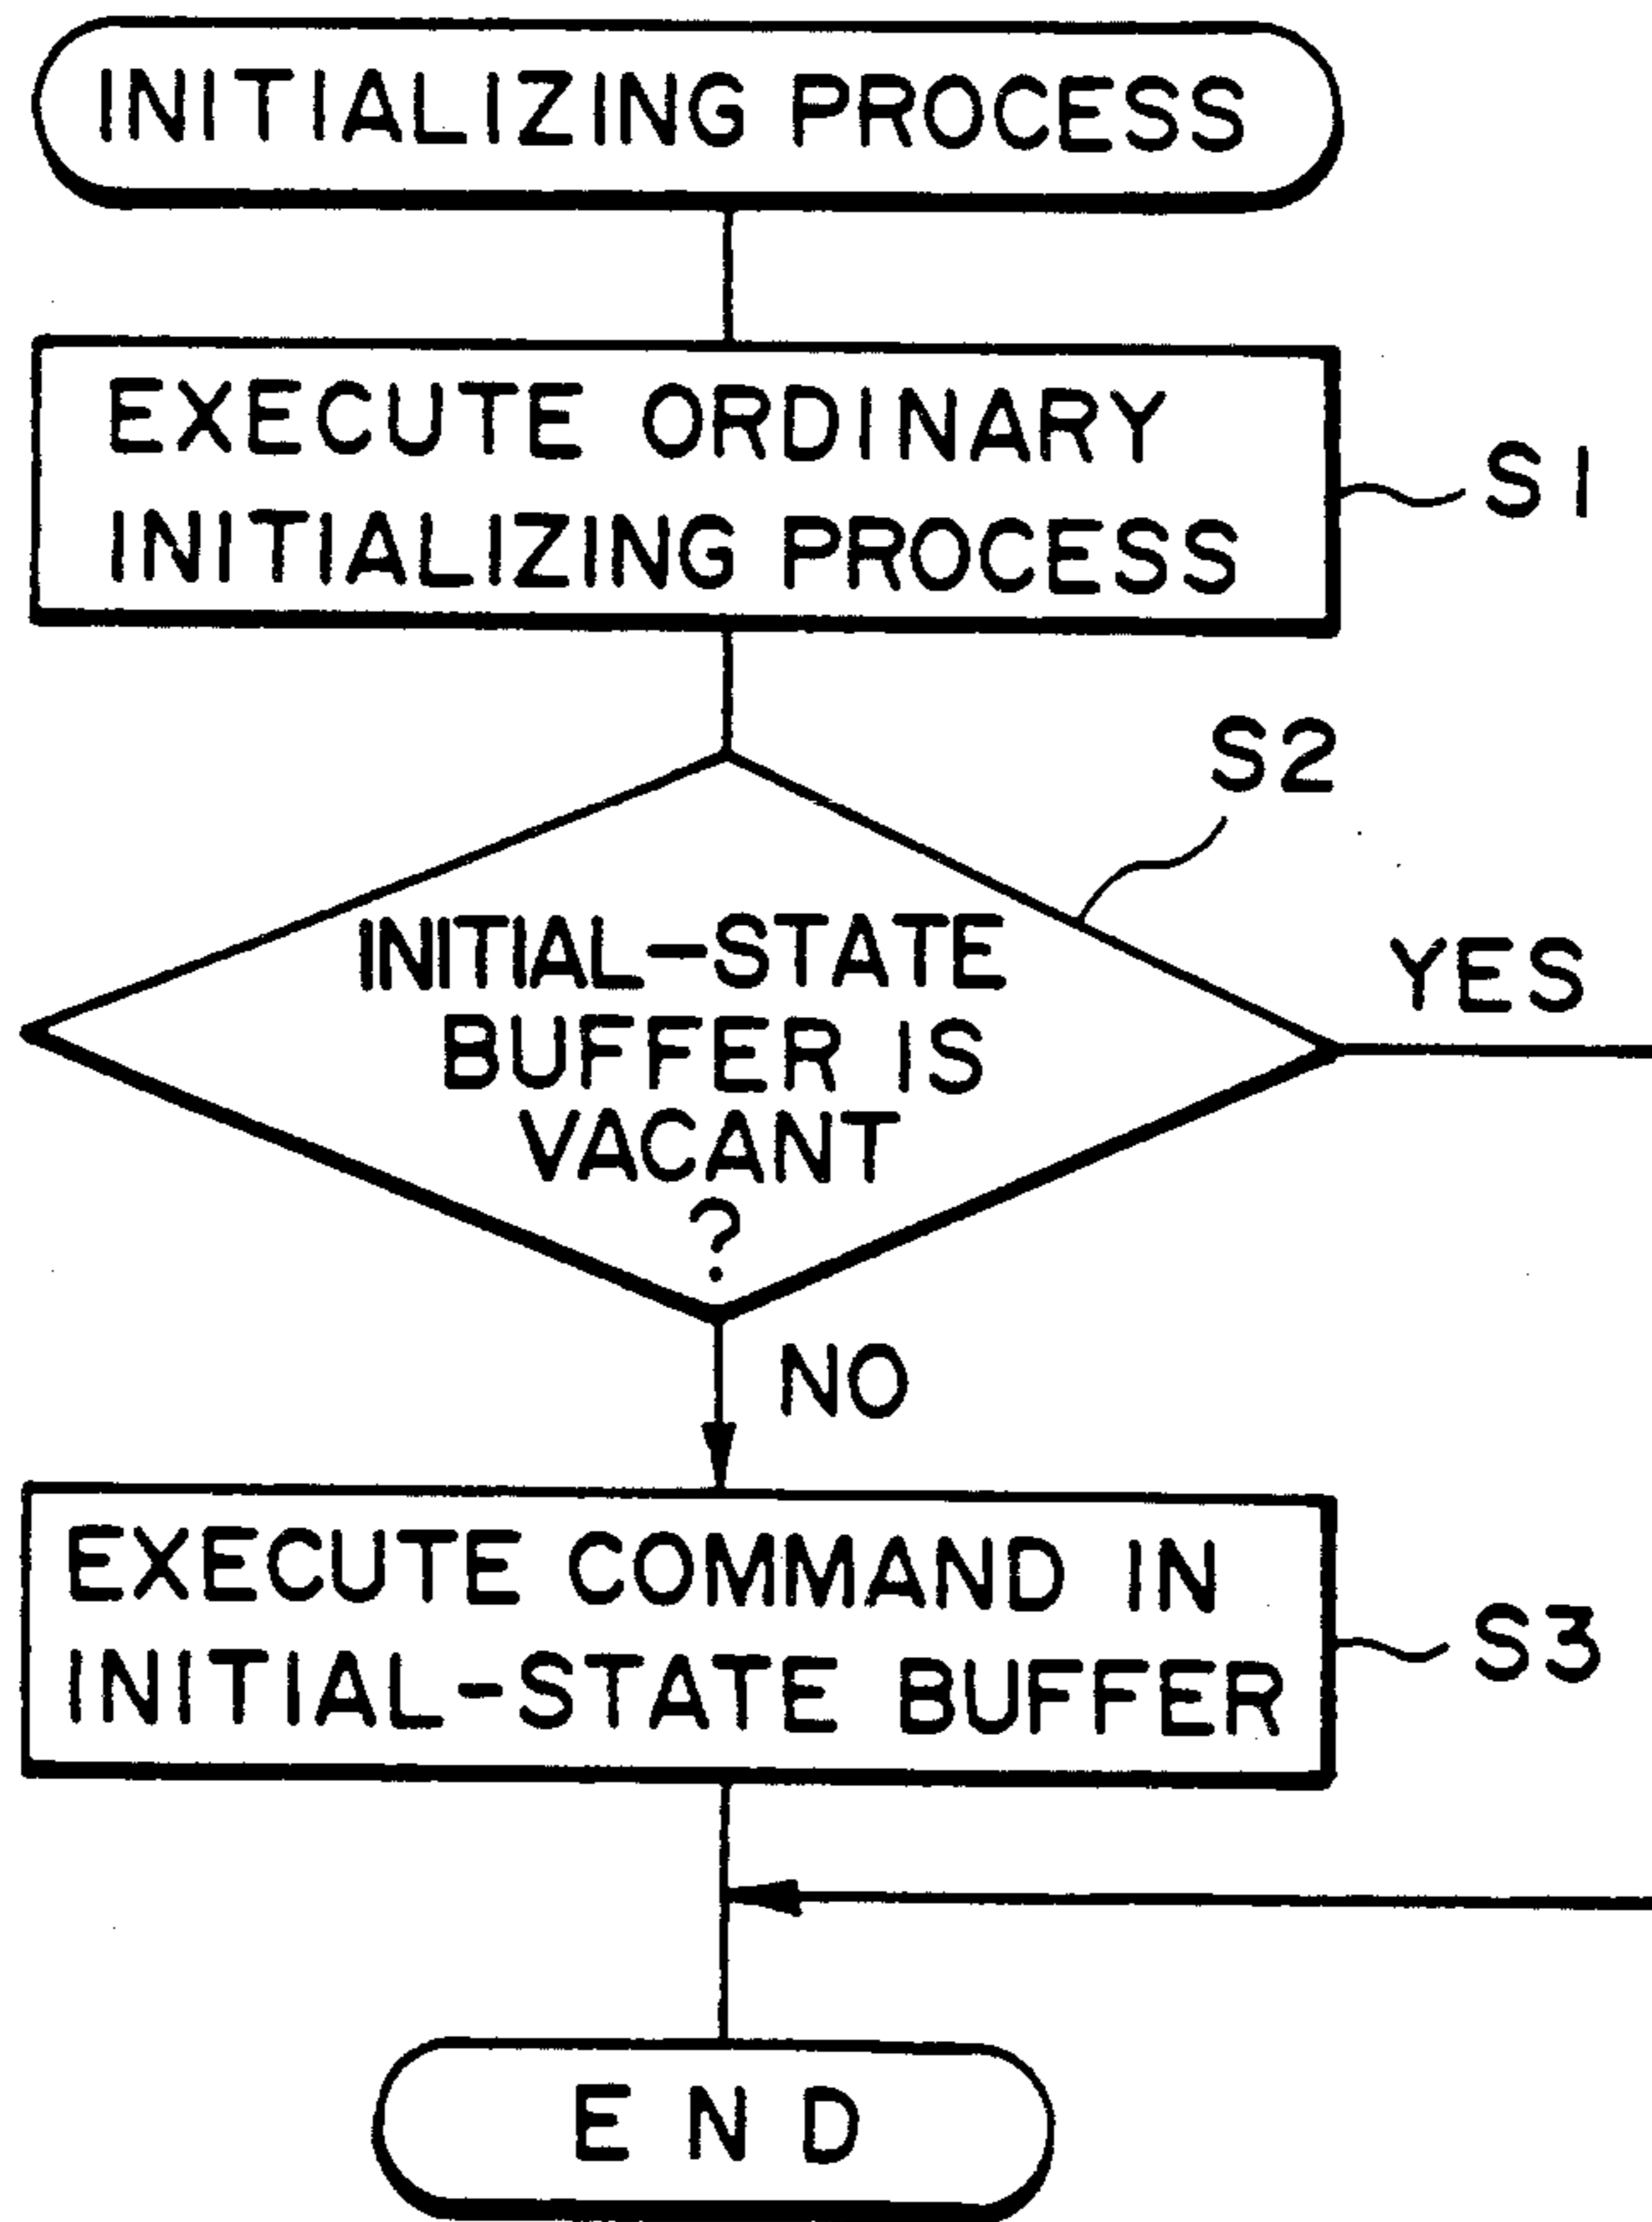 INITIALIZING PROCESS
EXECUTE ORDINARY
INITIALIZING PROCESS
S1
S2
INITIAL-STATE
BUFFER IS
VACANT
?
YES
NO
EXECUTE COMMAND IN
INITIAL-STATE BUFFER
S3
END